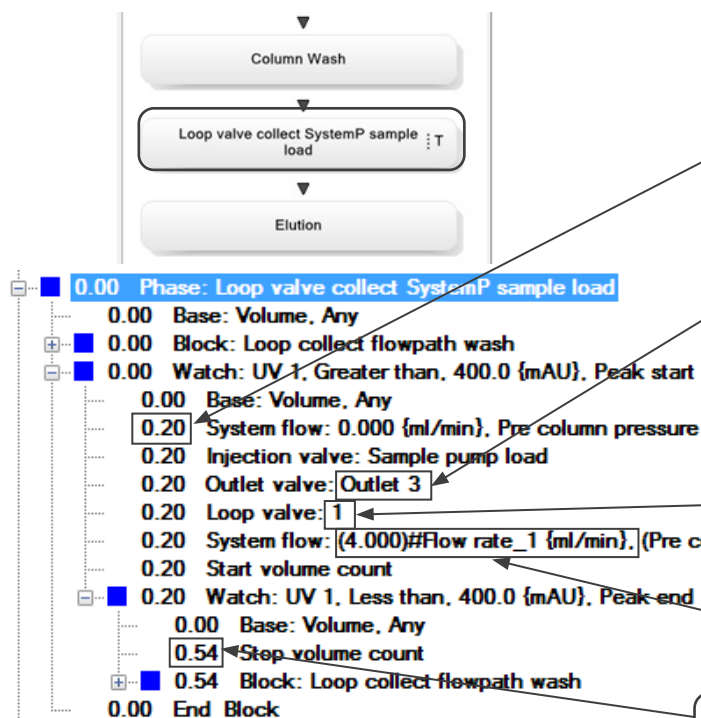 Column Wash
Loop valve collect SystemP sample
load
T
Elution
0.00 Phase: Loop valve collect SystemP sample load
0.00 Base: Volume, Any
0.00 Block: Loop collect flowpath wash
0.00 Watch: UV 1, Greater than, 400.0 {mAU}, Peak start
0.00 Base: Volume, Any
0.20 System flow: 0.000 {ml/min}, Pre column pressure
0.20 Injection valve: Sample pump load
0.20 Outlet valve: Outlet 3
0.20 Loop valve: 1
0.20 System flow: (4.000)#Flow rate_1 {ml/min}, (Pre c
0.20 Start volume count
0.20 Watch: UV 1, Less than, 400.0 {mAU}, Peak end
0.00 Base: Volume, Any
0.54 Stop volume count
0.54 Block: Loop collect flowpath wash
0.00 End_Block